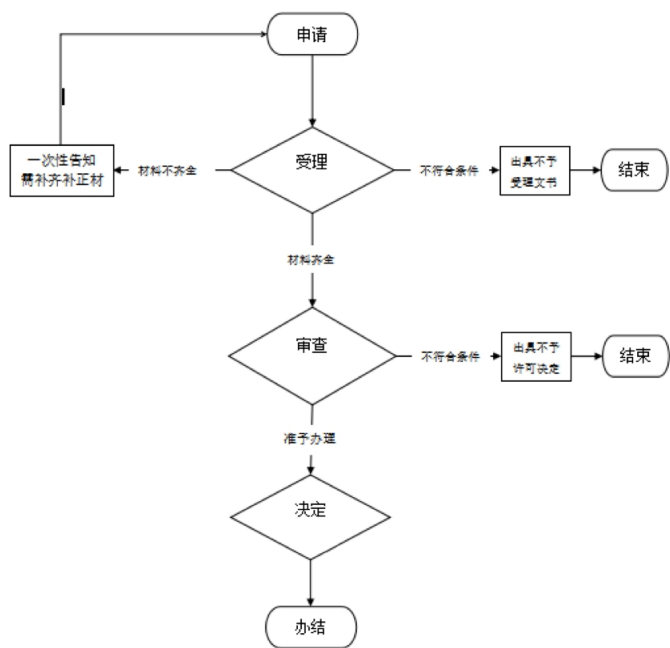 申请
一次性告知
需补齐补正材
材料不齐全
受理
不符合条件
出具不予
受理文书
结束
材料齐全
审查
不符合条件
出具不予
许可决定
结束
准予办理
决定
办结